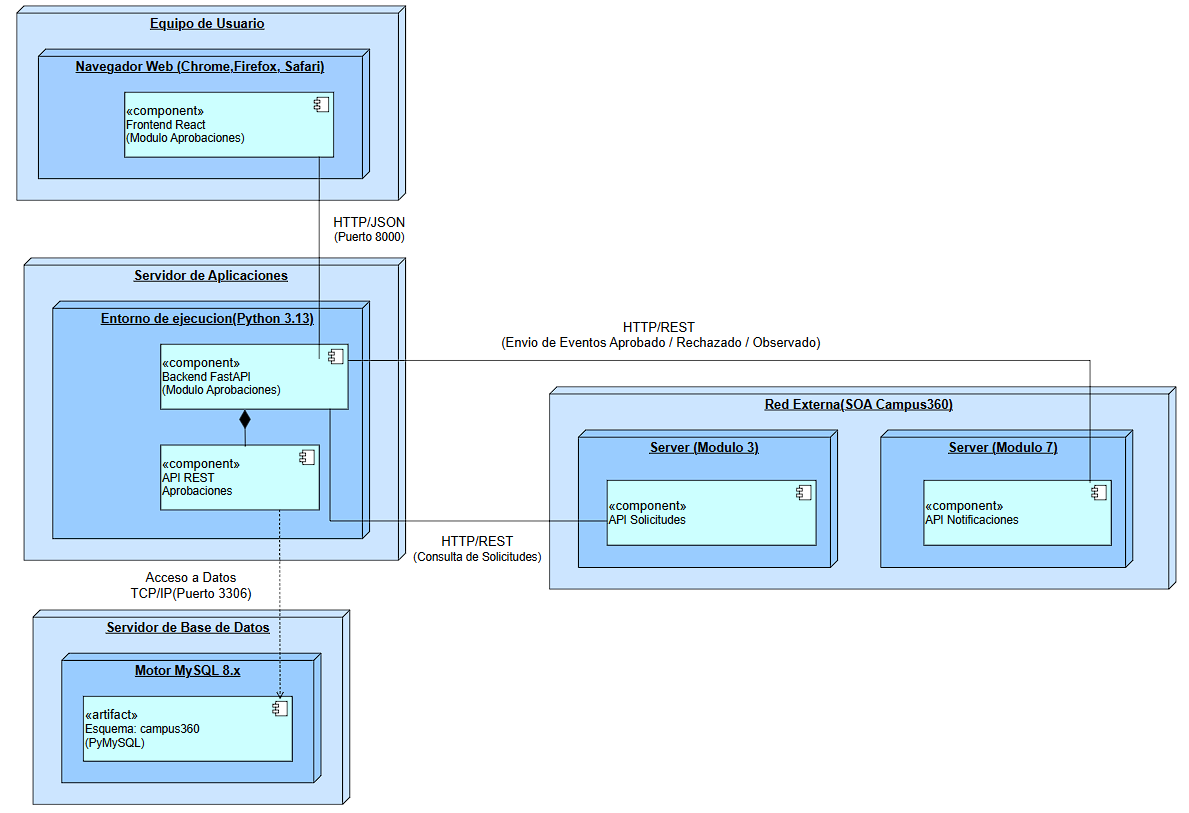 Equipo de Usuario
Navegador Web (Chrome,Firefox, Safari)
«component»
Frontend React
(Modulo Aprobaciones)
HTTP/JSON
(Puerto 8000)
Servidor de Aplicaciones
Entorno de ejecucion(Python 3.13)
«component»
Backend FastAPI
(Modulo Aprobaciones)
«component»
API REST
Aprobaciones
HTTP/REST
(Envio de Eventos Aprobado / Rechazado / Observado)
Red Externa(SOA Campus360)
Server (Modulo 3)
«component»
API Solicitudes
Server (Modulo 7)
«component»
API Notificaciones
HTTP/REST
(Consulta de Solicitudes)
Acceso a Datos
TCP/IP(Puerto 3306)
Servidor de Base de Datos
Motor MySQL 8.x
«artifact»
Esquema: campus360
(PyMySQL)